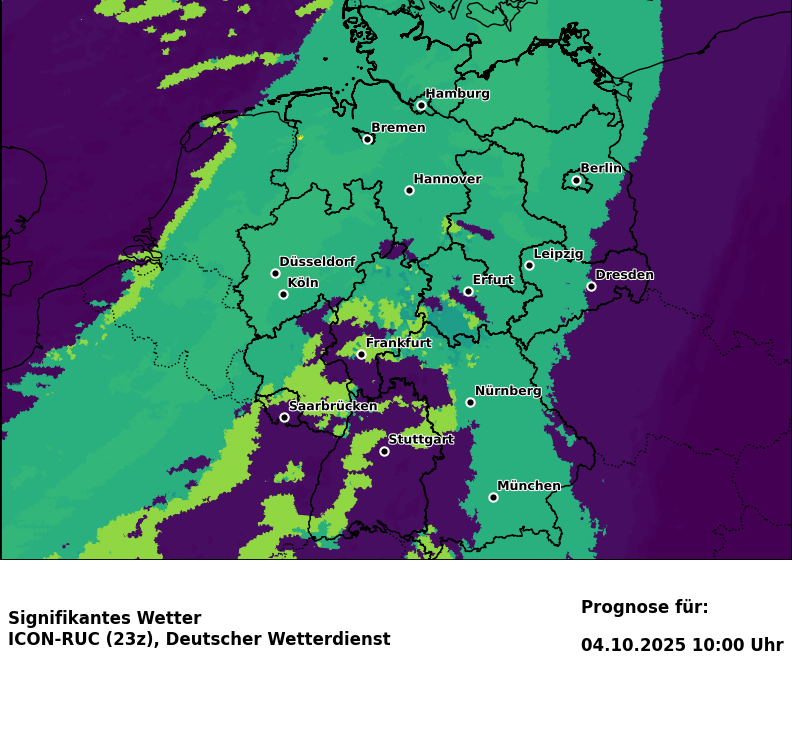 Hamburg
Bremen
Berlin
Hannover
Leipzig
Düsseldorf
Dresden
Köln
Erfurt
Frankfurt
Nürnberg
Saarbrücken
Stuttgart
München
Signifikantes Wetter
ICON-RUC (23z), Deutscher Wetterdienst
Prognose für:
04.10.2025 10:00 Uhr